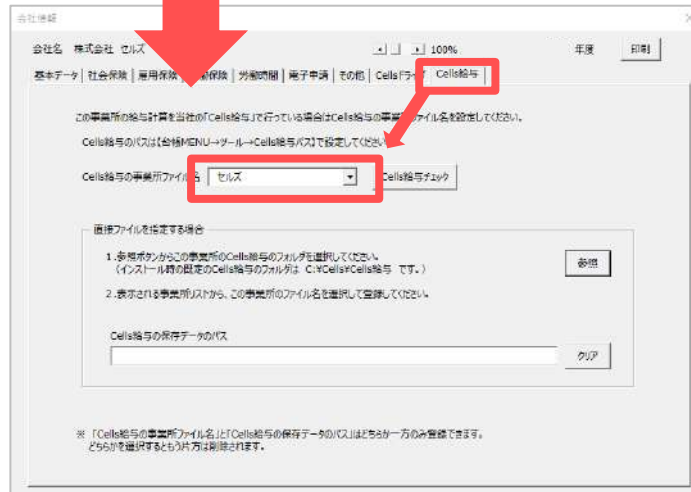 会社情報
会社名 株式会社 セルズ 100% 年度 印刷
基本データ 社会保険 雇用保険 保険 労働時間 電子申請 その他 Cellsドライブ Cells給与
この事業所の給与計算を当社の「Cells給与」で行っている場合はCells給与の事業所ファイル名を設定してください。
Cells給与のパスは【台帳MENU→ツール→Cells給与パス】で設定してください
Cells給与の事業所ファイル名 セルズ Cells給与チェック
直接ファイルを指定する場合
1.参照ボタンからこの事業所のCells給与のフォルダを選択してください。
(インストール時の既定のCells給与のフォルダは C:¥Cells¥Cells給与 です。)
参照
2.表示される事業所リストから、この事業所のファイル名を選択して登録してください。
Cells給与の保存データのパス
クリア
※ 「Cells給与の事業所ファイル名」と「Cells給与の保存データのパス」はどちらか一方のみ登録できます。
どちらかを選択するともう片方は削除されます。